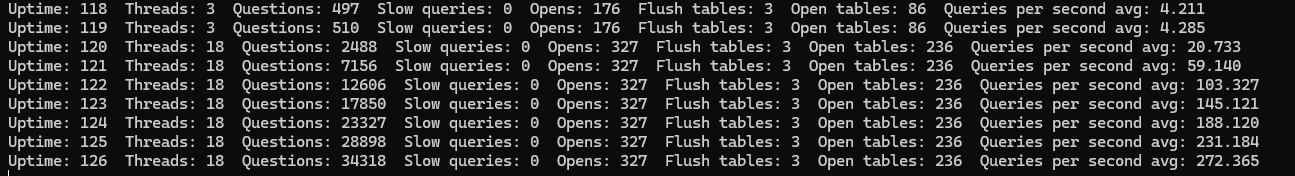 Uptime: 118  Threads: 3  Questions: 497  Slow queries: 0  Opens: 176  Flush tables: 3  Open tables: 86  Queries per second avg: 4.211
Uptime: 119  Threads: 3  Questions: 510  Slow queries: 0  Opens: 176  Flush tables: 3  Open tables: 86  Queries per second avg: 4.285
Uptime: 120  Threads: 18  Questions: 2488  Slow queries: 0  Opens: 327  Flush tables: 3  Open tables: 236  Queries per second avg: 20.733
Uptime: 121  Threads: 18  Questions: 7156  Slow queries: 0  Opens: 327  Flush tables: 3  Open tables: 236  Queries per second avg: 59.140
Uptime: 122  Threads: 18  Questions: 12606  Slow queries: 0  Opens: 327  Flush tables: 3  Open tables: 236  Queries per second avg: 103.327
Uptime: 123  Threads: 18  Questions: 17850  Slow queries: 0  Opens: 327  Flush tables: 3  Open tables: 236  Queries per second avg: 145.121
Uptime: 124  Threads: 18  Questions: 23327  Slow queries: 0  Opens: 327  Flush tables: 3  Open tables: 236  Queries per second avg: 188.120
Uptime: 125  Threads: 18  Questions: 28898  Slow queries: 0  Opens: 327  Flush tables: 3  Open tables: 236  Queries per second avg: 231.184
Uptime: 126  Threads: 18  Questions: 34318  Slow queries: 0  Opens: 327  Flush tables: 3  Open tables: 236  Queries per second avg: 272.365